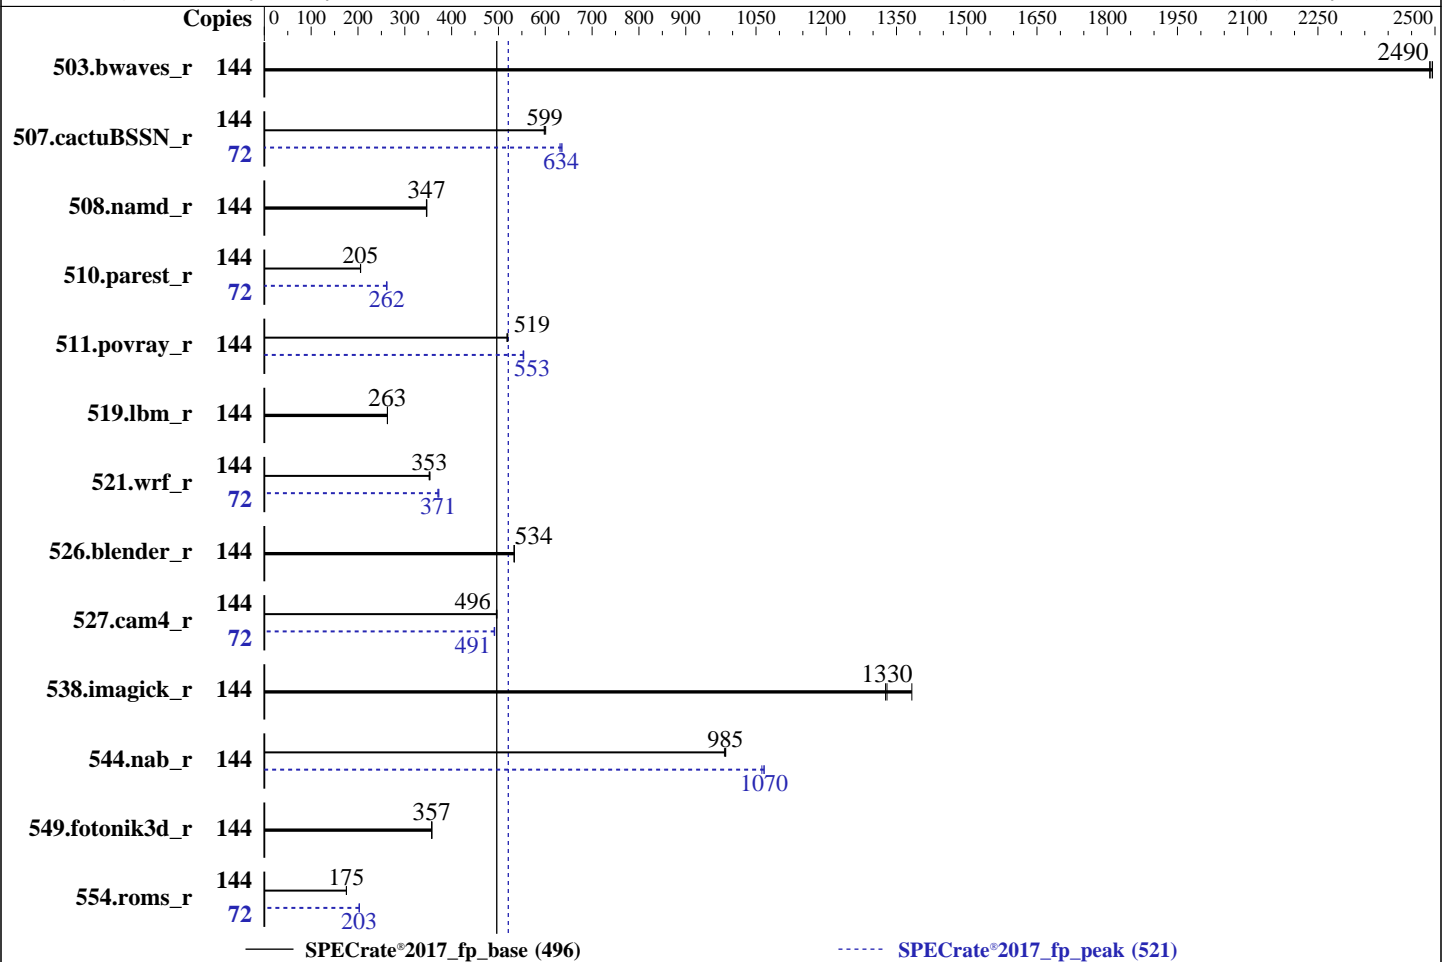 Copies 0 100 200 300 400 500 600 700 800 900 1050 1200 1350 1500 1650 1800 1950 2100 2250 2500
503.bwaves_r 144 2490
507.cactuBSSN_r 144 599
72 634
508.namd_r 144 347
510.parest_r 144 205
72 262
511.povray_r 144 519
553
519.lbm_r 144 263
521.wrf_r 144 353
72 371
526.blender_r 144 534
527.cam4_r 144 496
72 491
538.imagick_r 144 1330
544.nab_r 144 985
1070
549.fotonik3d_r 144 357
554.roms_r 144 175
72 203
SPECrate®2017_fp_base (496) SPECrate®2017_fp_peak (521)